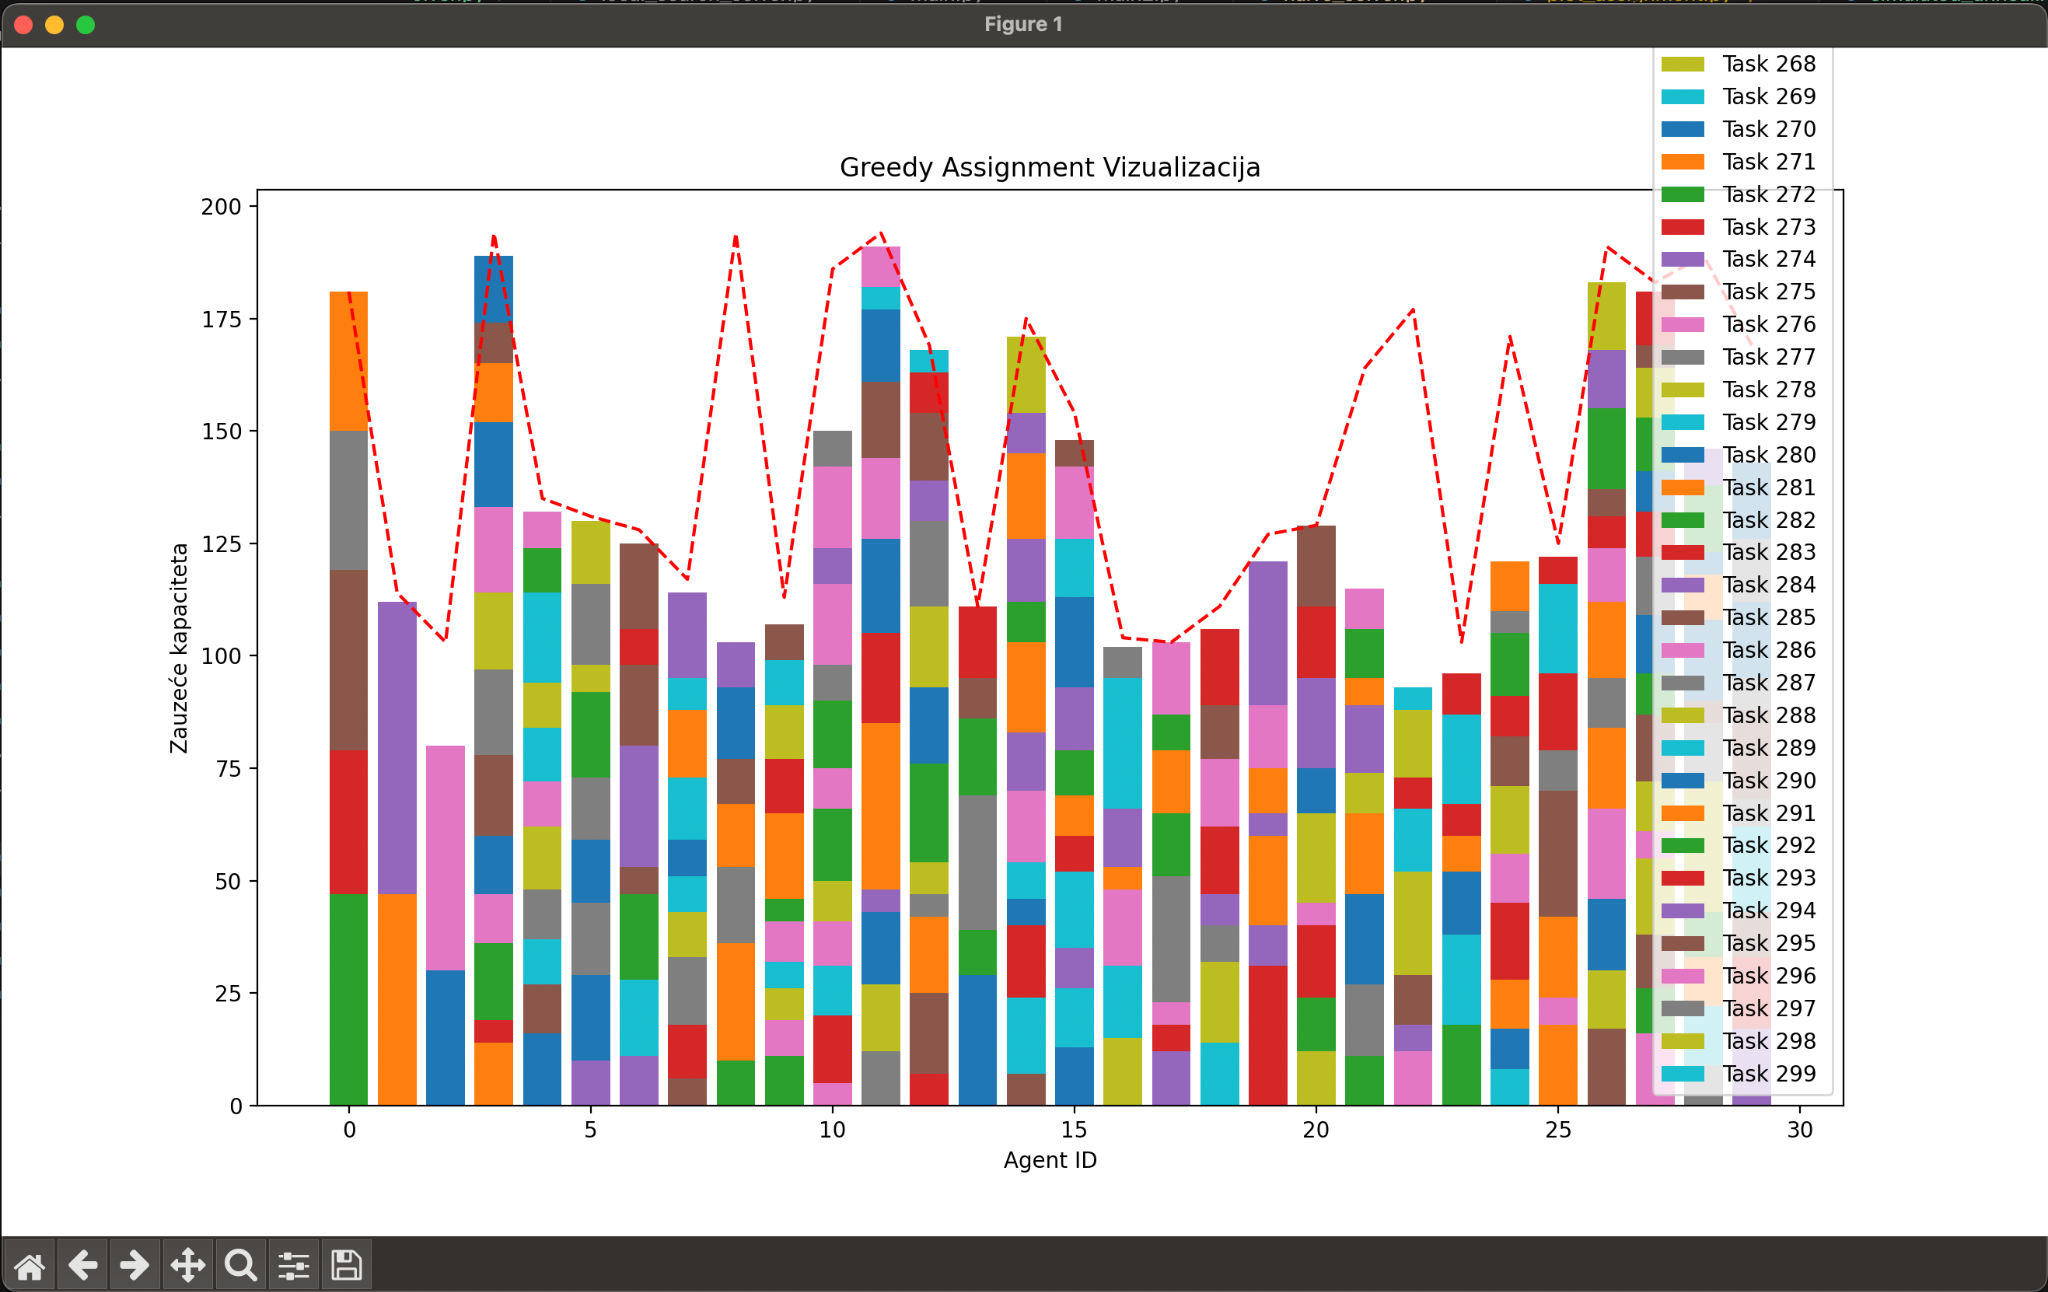 Figure 1
Greedy Assignment Vizualizacija
Zauzeće kapaciteta
200
175
150
125
100
75
50
25
0
0 5 10 15 20 25 30
Agent ID
Task 268
Task 269
Task 270
Task 271
Task 272
Task 273
Task 274
Task 275
Task 276
Task 277
Task 278
Task 279
Task 280
Task 281
Task 282
Task 283
Task 284
Task 285
Task 286
Task 287
Task 288
Task 289
Task 290
Task 291
Task 292
Task 293
Task 294
Task 295
Task 296
Task 297
Task 298
Task 299